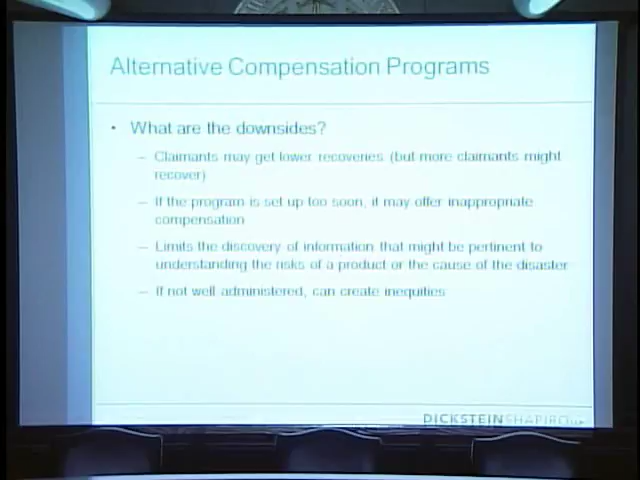 Alternative Compensation Programs
• What are the downsides?
– Claimants may get lower recoveries (but more claimants might
recover)
– If the program is set up too soon, it may offer inappropriate
compensation
– Limits the discovery of information that might be pertinent to
understanding the risks of a product or the cause of the disaster
– If not well administered, can create inequities
DICKSTEINSHAPIRO LLP